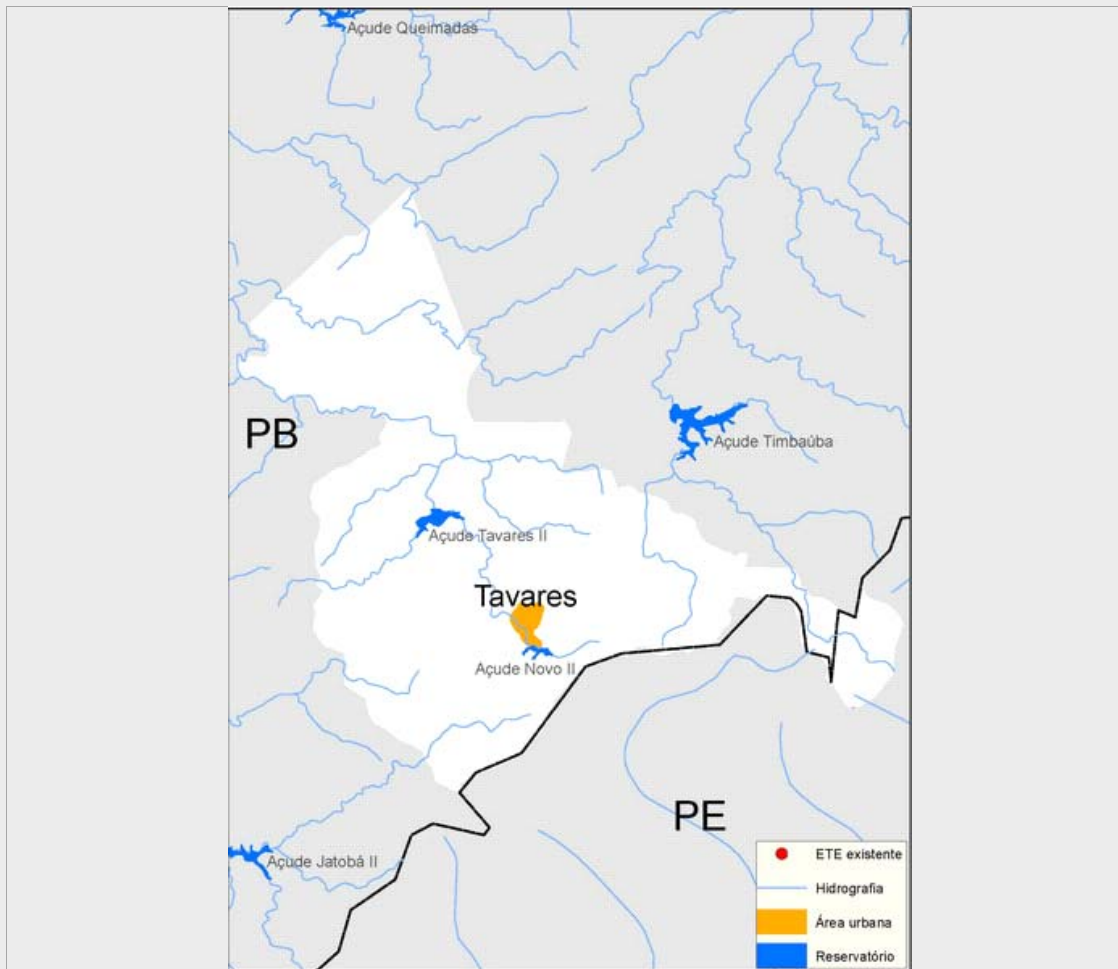 Açude Queimadas
PB
Açude Timbaúba
Açude Tavares II
Tavares
Açude Novo II
PE
Açude Jatobá II
ETE existente
Hidrografia
Área urbana
Reservatório